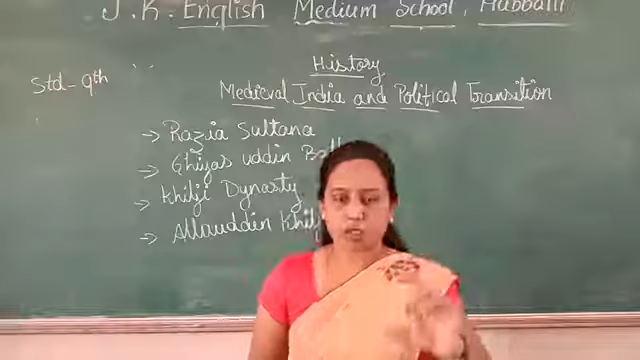 J. K. English Medium School, Hubballi
History
Std - 9th
Medieval India and Political Transition
→ Razia Sultana
→ Ghiyas uddin
→ Khilji Dynasty
→ Allauddin